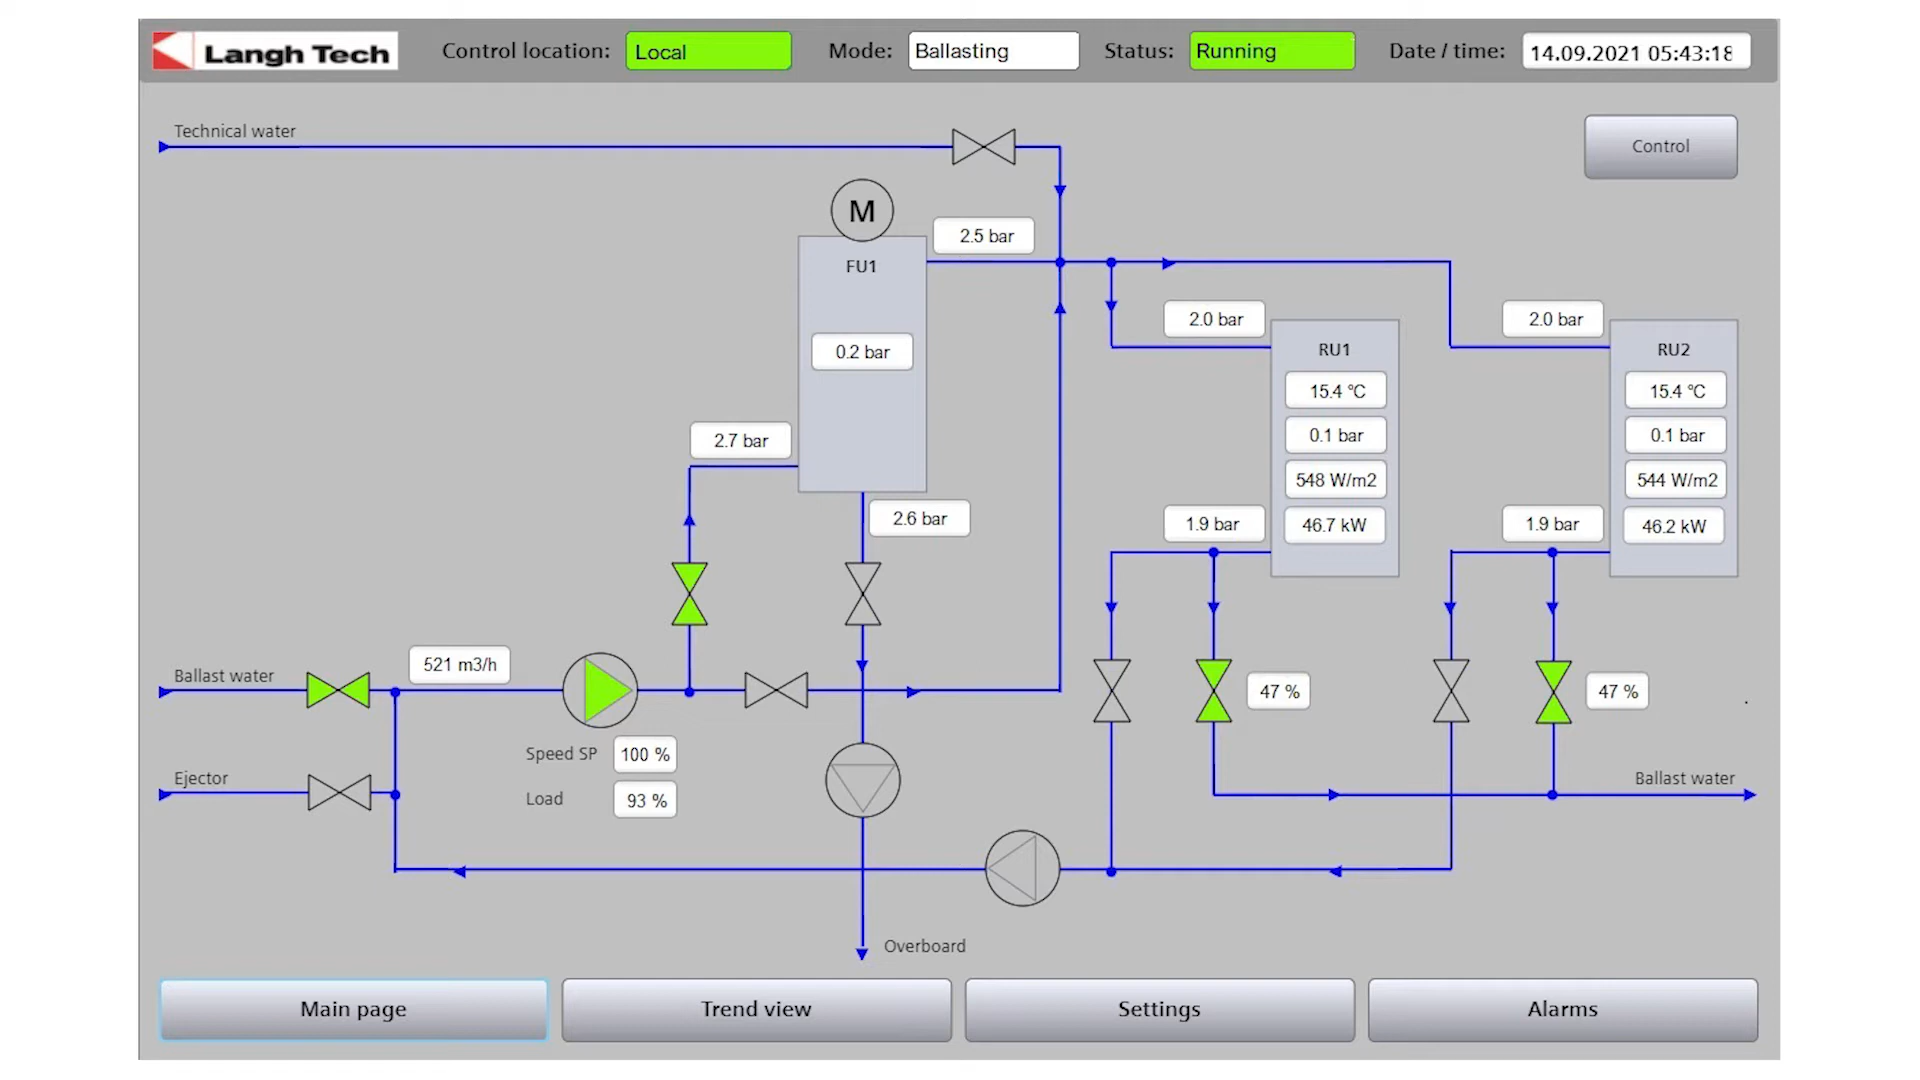 Langh Tech Control location: Local Mode: Ballasting Status: Running Date / time: 14.09.2021 05:43:18
Technical water
Control
M
2.5 bar
FU1
2.0 bar
2.0 bar
0.2 bar
RU1
RU2
15.4 °C
15.4 °C
2.7 bar
0.1 bar
0.1 bar
548 W/m2
544 W/m2
2.6 bar
1.9 bar
46.7 kW
1.9 bar
46.2 kW
Ballast water
521 m3/h
47 %
47 %
Speed SP 100 %
Ejector
Load 93 %
Ballast water
Overboard
Main page
Trend view
Settings
Alarms